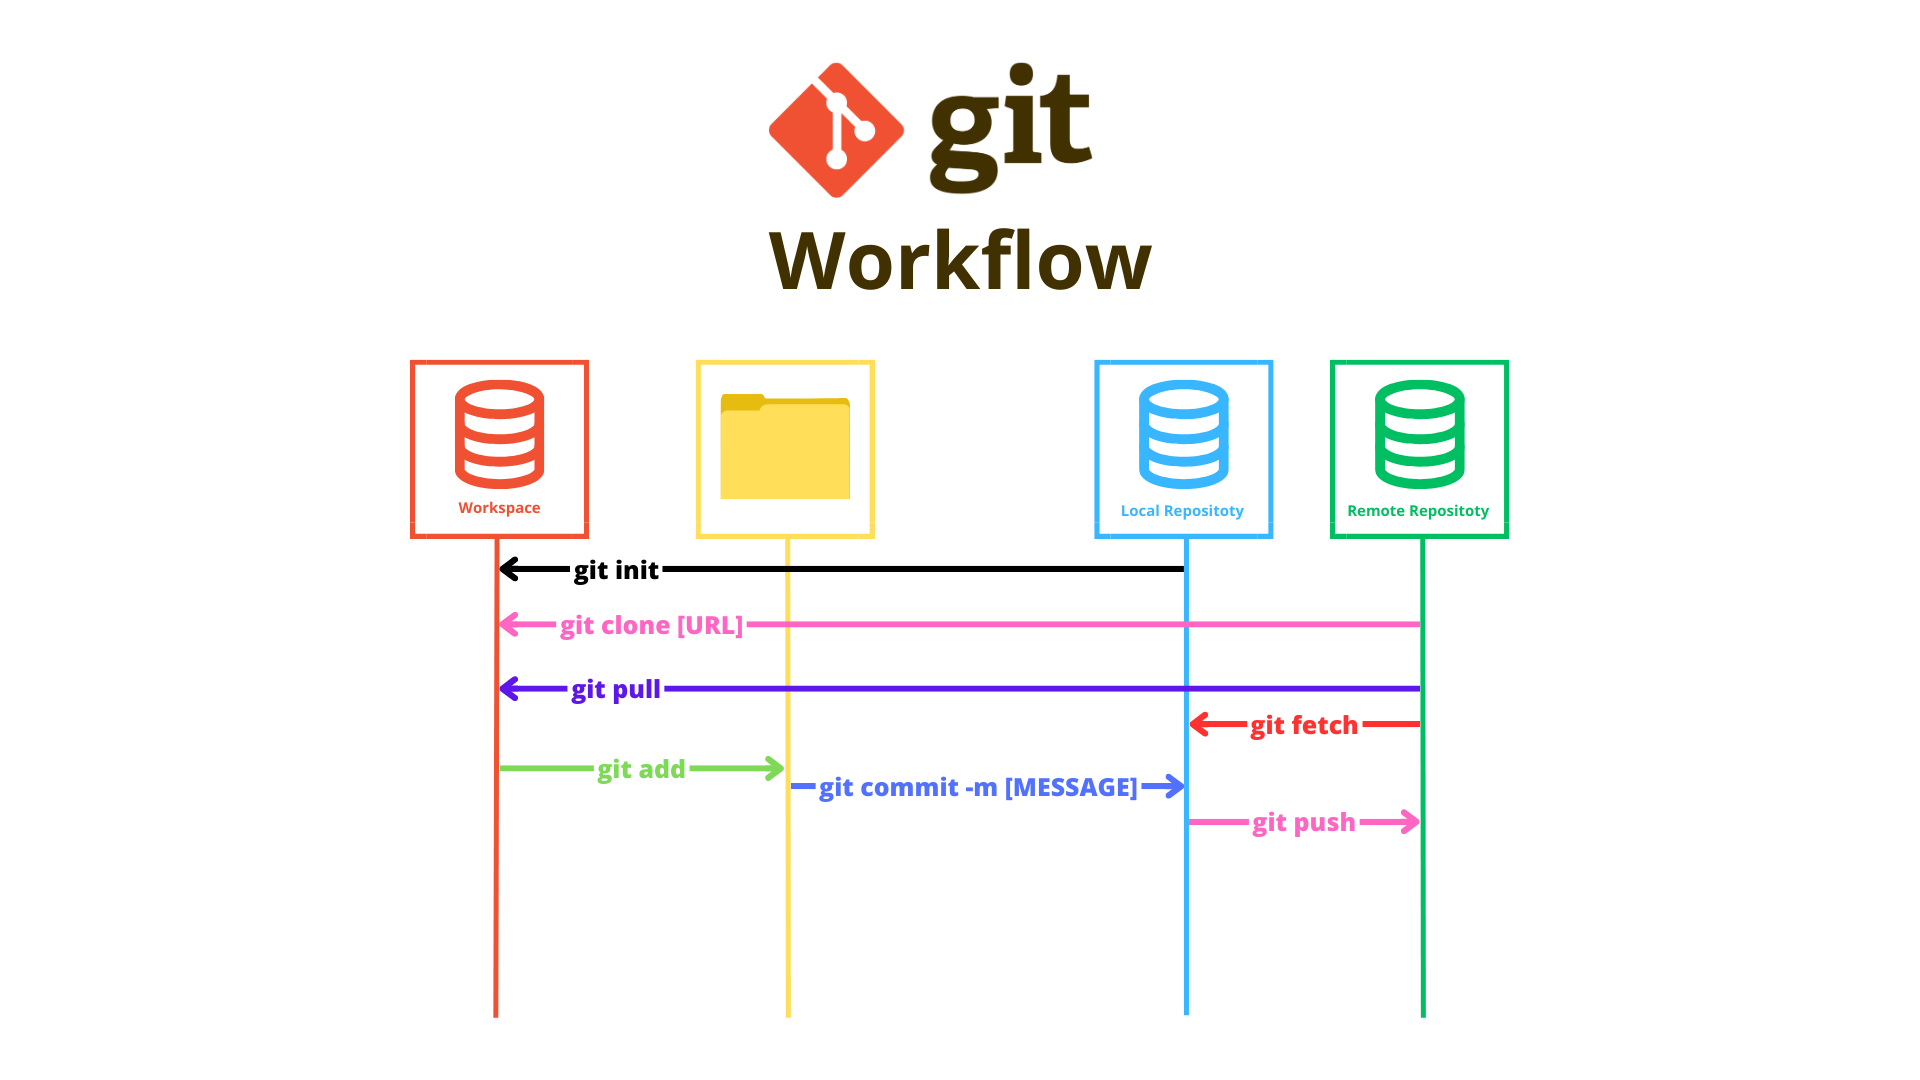 git
Workflow
Workspace
Local Repositoty
Remote Repositoty
git init
git clone [URL]
git pull
git fetch
git add
git commit -m [MESSAGE]
git push